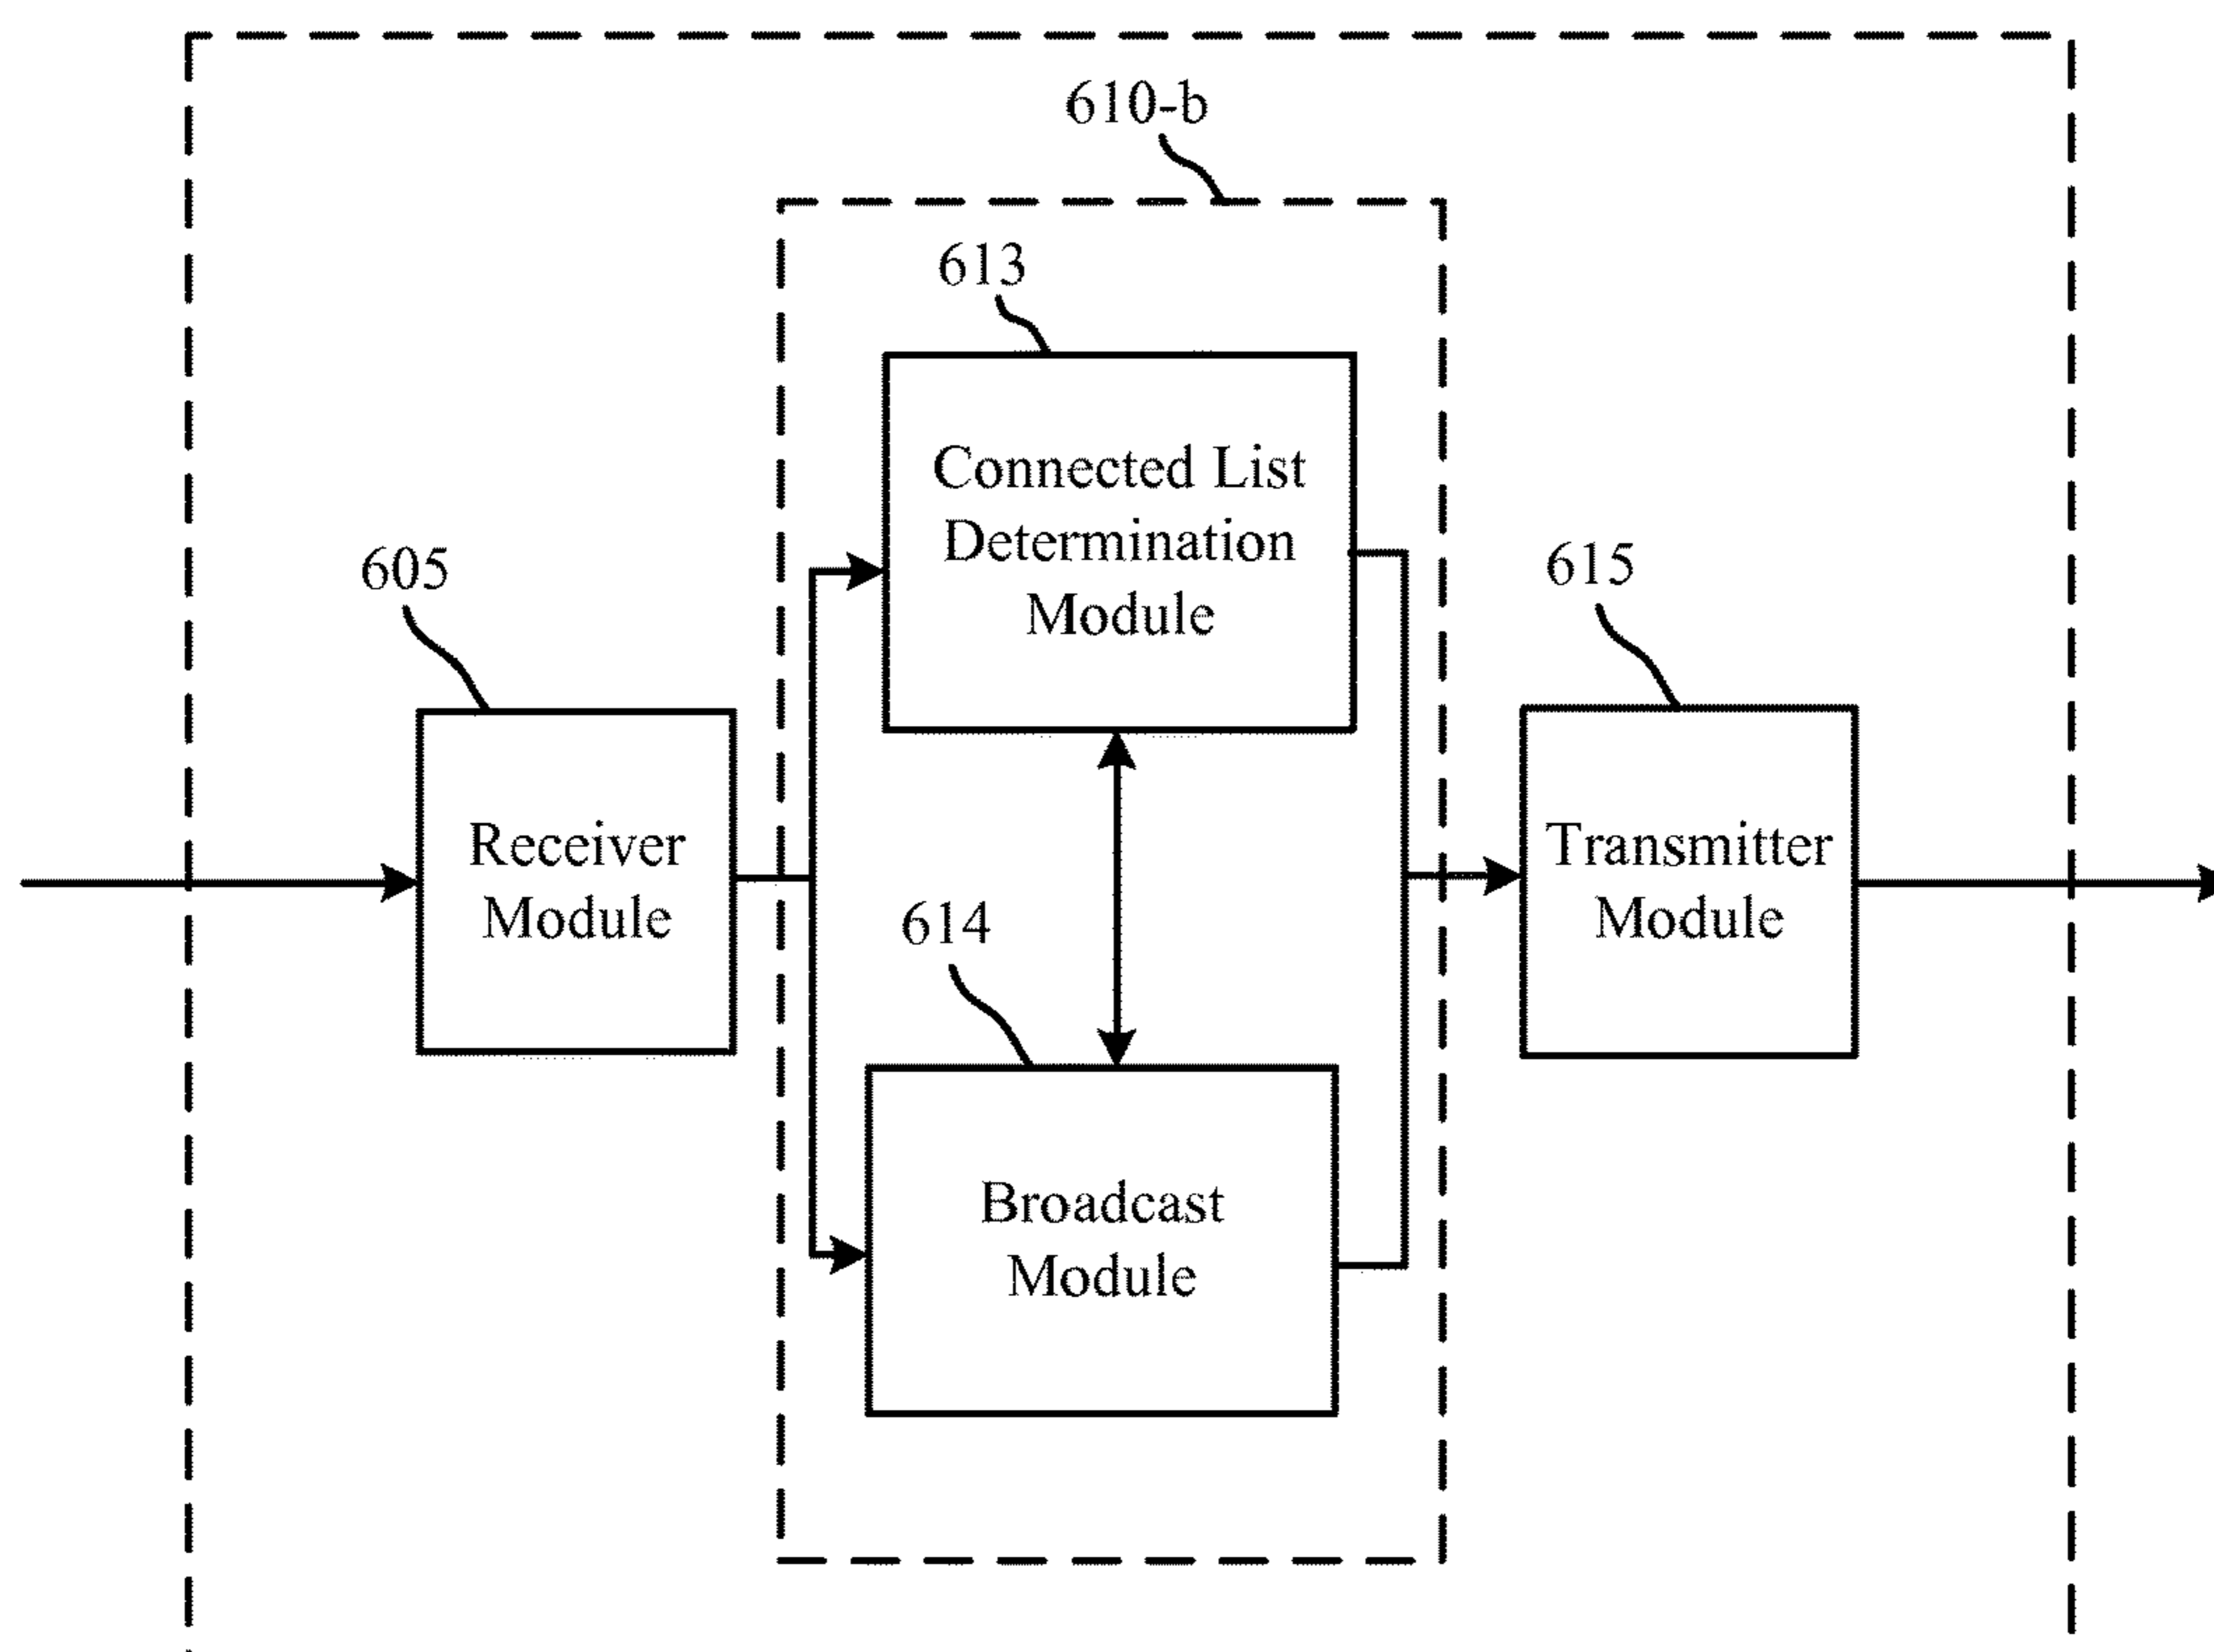 610-b
613
Connected List
Determination
Module
605
615
Receiver
Module
Transmitter
Module
614
Broadcast
Module